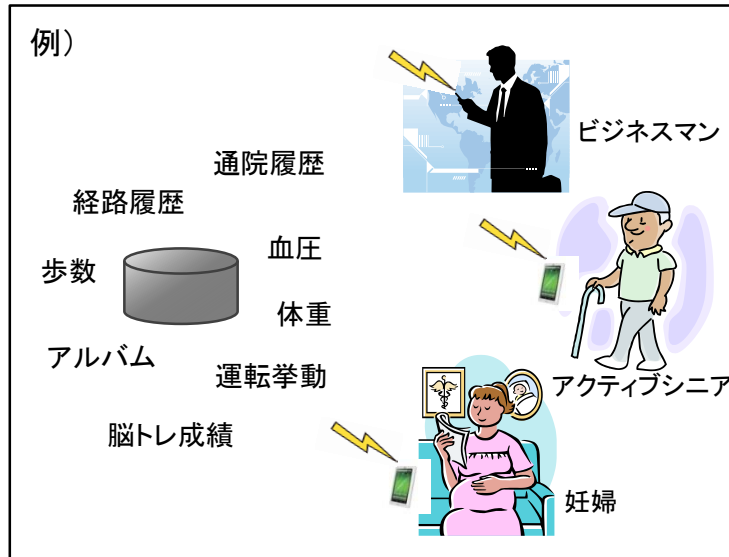 例）
ビジネスマン
通院履歴
経路履歴
血圧
歩数
体重
アルバム
運転挙動
アクティブシニア
脳トレ成績
妊婦